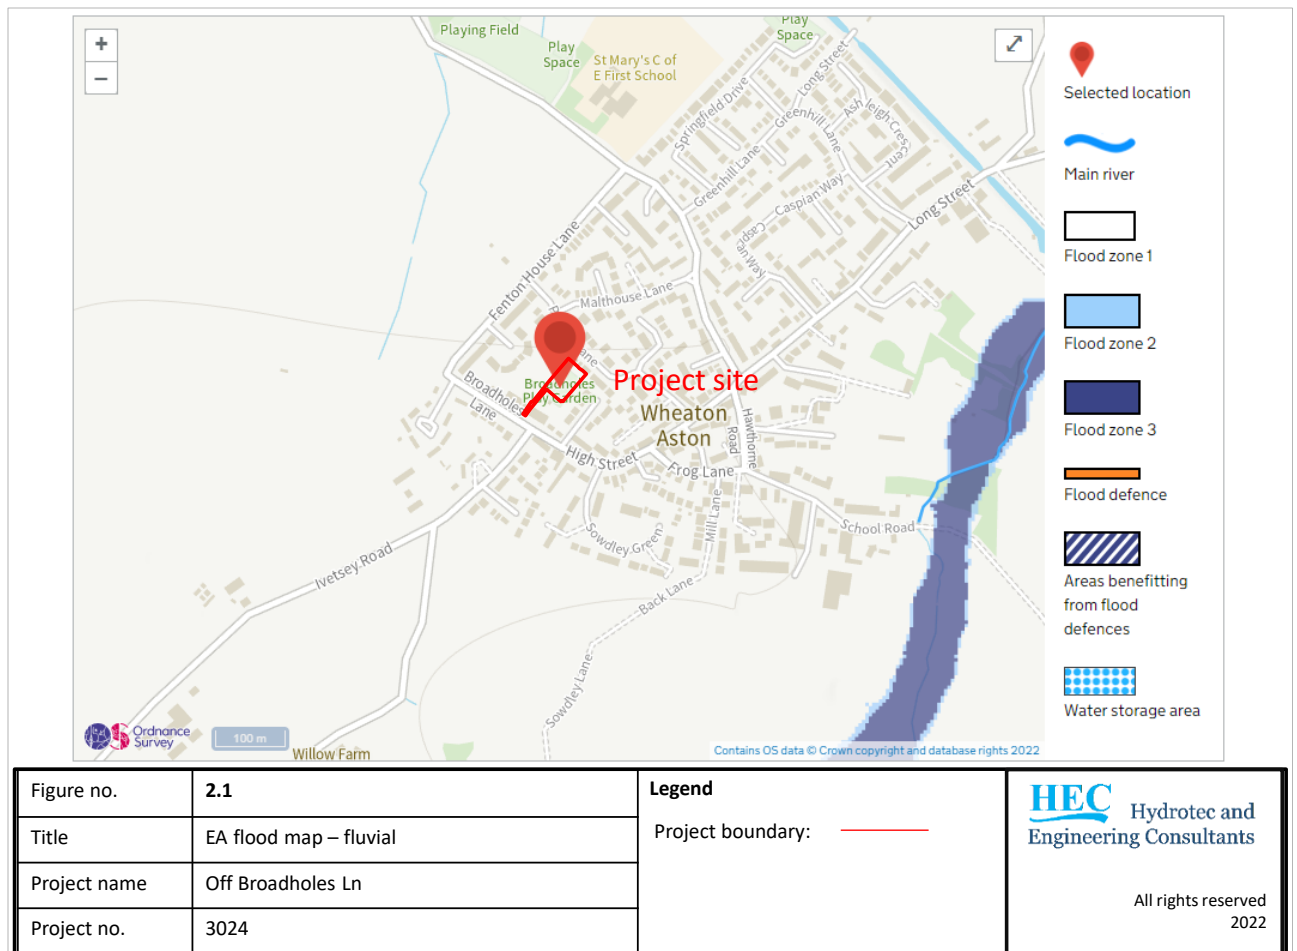 +
−
Playing Field
Play
Space
St Mary's C of
E First School
Play
Space
Long Street
Springfield Drive
Ash leigh Cres cent
Greenhill Lane
Greenhill Lane
Caspian Way
Caspian Way
Long Street
Fenton House Lane
Malthouse Lane
Broadholes
Lane
Broadholes
Play Garden
Project site
Wheaton
Aston
Hawthorne
Road
High Street
Frog Lane
Mill Lane
School Road
Sowdley Green
Back Lane
Ivetsey Road
Sowdley Lane
Willow Farm
Ordnance
Survey
100 m
Contains OS data © Crown copyright and database rights 2022
Selected location
Main river
Flood zone 1
Flood zone 2
Flood zone 3
Flood defence
Areas benefitting
from flood
defences
Water storage area
Figure no. 2.1
Title EA flood map – fluvial
Project name Off Broadholes Ln
Project no. 3024
Legend
Project boundary:
HEC Hydrotec and
Engineering Consultants
All rights reserved
2022